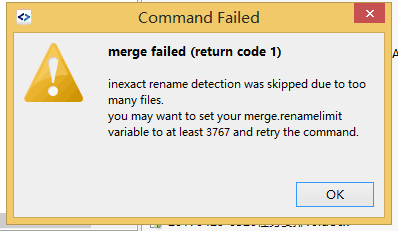 Command Failed
merge failed (return code 1)
inexact rename detection was skipped due to too
many files.
you may want to set your merge.renamelimit
variable to at least 3767 and retry the command.
OK